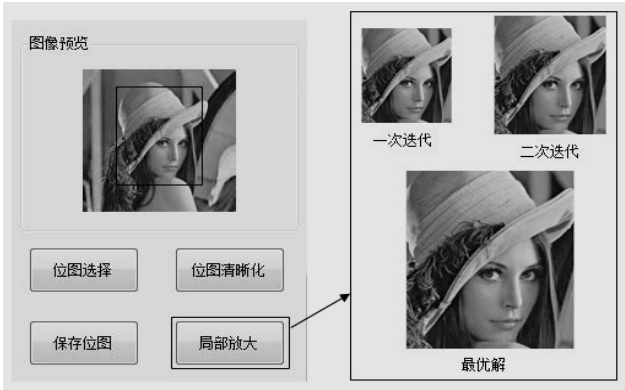 图像预览
位图选择
位图清晰化
保存位图
局部放大
一次迭代
二次迭代
最优解